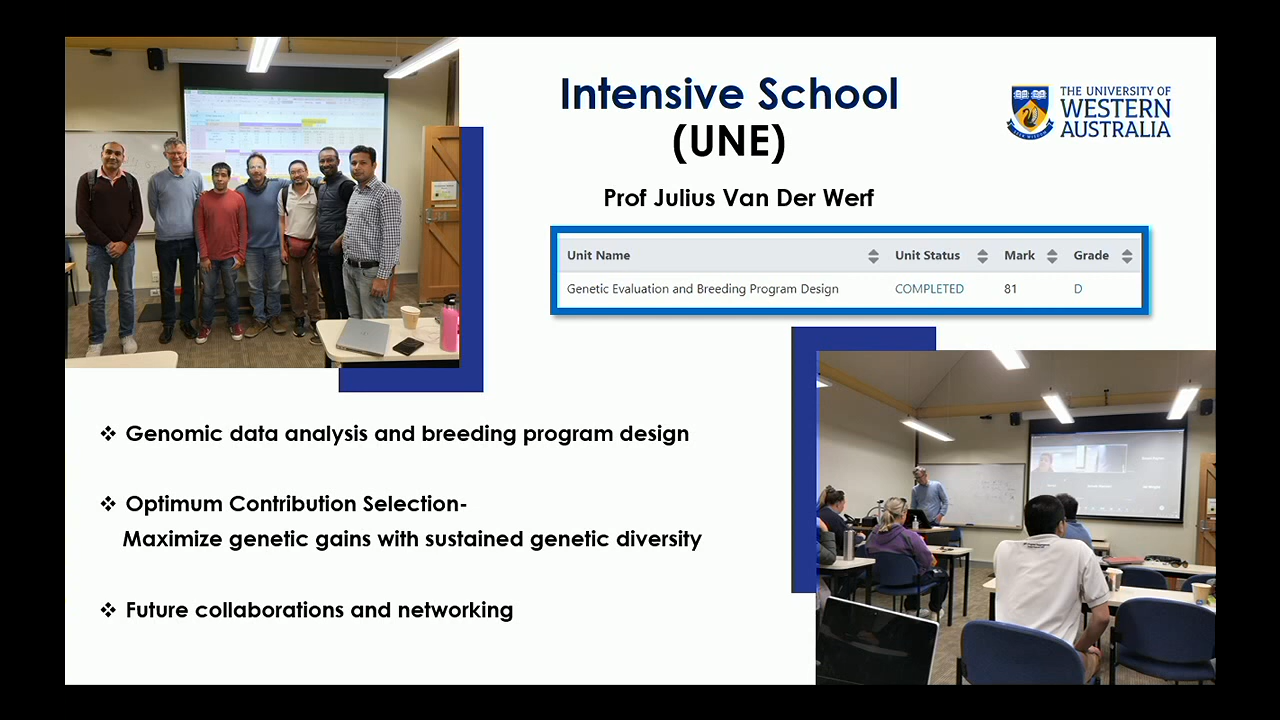 Intensive School
(UNE)
THE UNIVERSITY OF
WESTERN
AUSTRALIA
Prof Julius Van Der Werf
Unit Name Unit Status Mark Grade
Genetic Evaluation and Breeding Program Design COMPLETED 81 D
❖ Genomic data analysis and breeding program design
❖ Optimum Contribution Selection-
Maximize genetic gains with sustained genetic diversity
❖ Future collaborations and networking